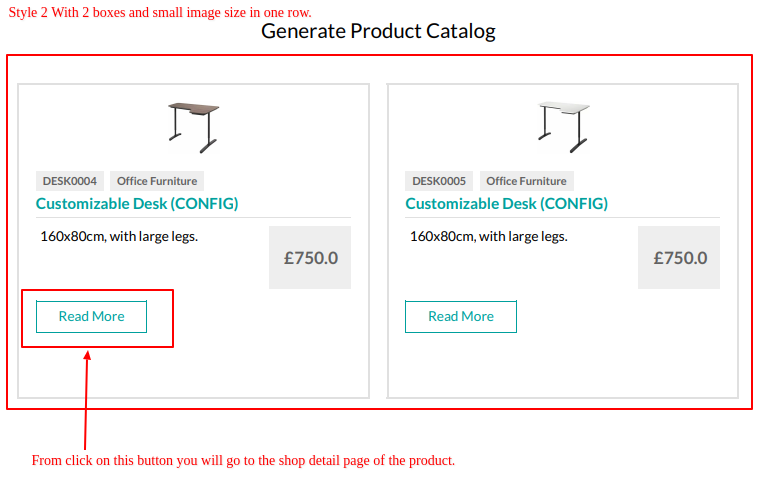 Style 2 With 2 boxes and small image size in one row.
Generate Product Catalog
DESK0004 Office Furniture
Customizable Desk (CONFIG)
160x80cm, with large legs.
£750.0
Read More
DESK0005 Office Furniture
Customizable Desk (CONFIG)
160x80cm, with large legs.
£750.0
Read More
From click on this button you will go to the shop detail page of the product.